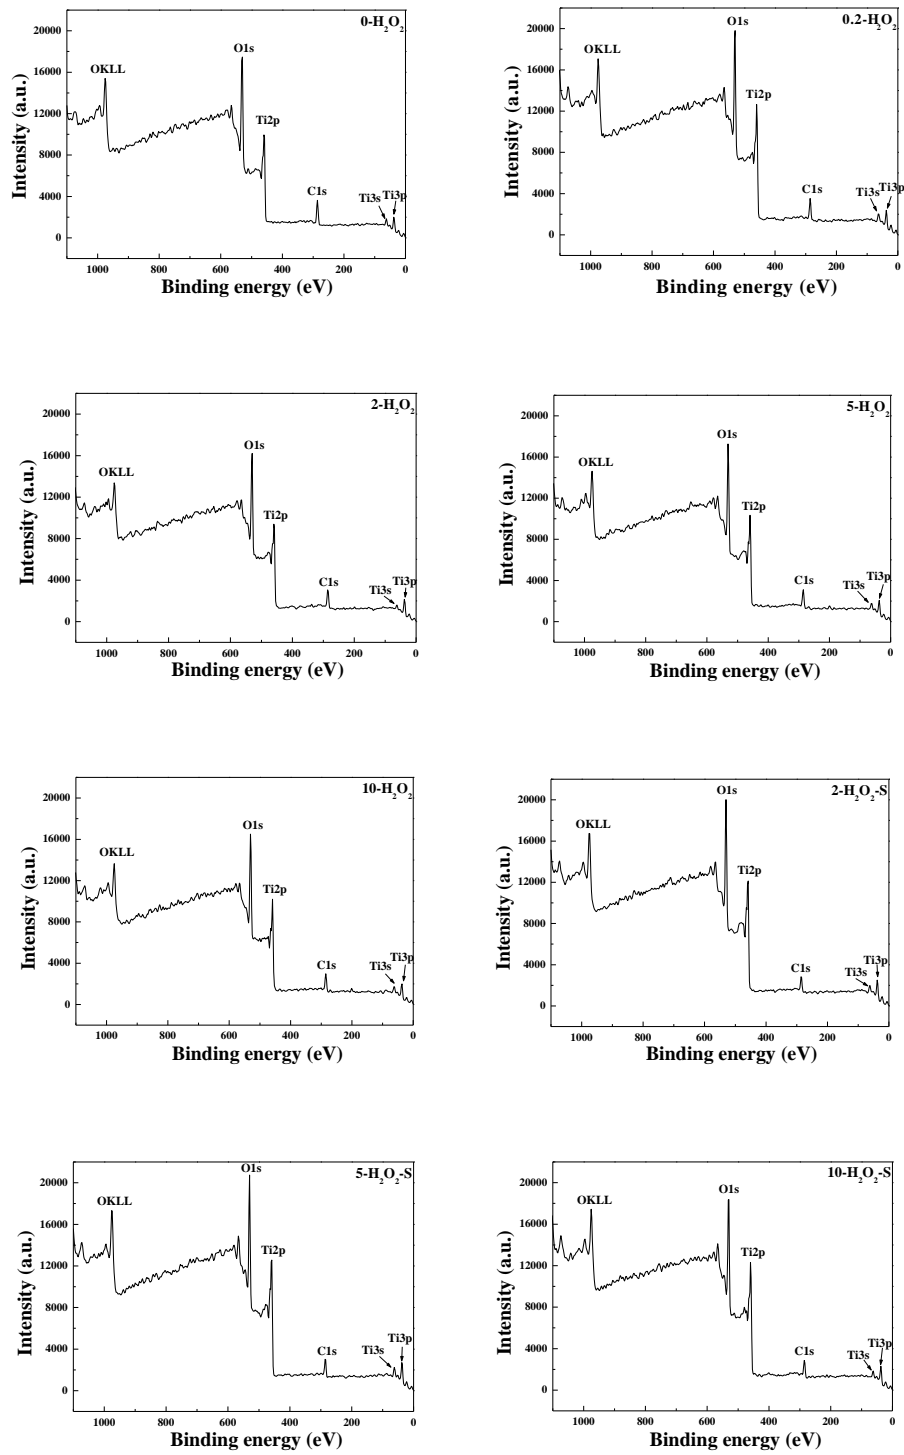 0-H₂O₂
20000
16000
12000
8000
4000
0
Intensity (a.u.)
OKLL
O1s
Ti2p
C1s
Ti3s
Ti3p
1000 800 600 400 200 0
Binding energy (eV)
0.2-H₂O₂
20000
16000
12000
8000
4000
0
Intensity (a.u.)
OKLL
O1s
Ti2p
C1s
Ti3s
Ti3p
1000 800 600 400 200 0
Binding energy (eV)
2-H₂O₂
20000
16000
12000
8000
4000
0
Intensity (a.u.)
OKLL
O1s
Ti2p
C1s
Ti3s
Ti3p
1000 800 600 400 200 0
Binding energy (eV)
5-H₂O₂
20000
16000
12000
8000
4000
0
Intensity (a.u.)
OKLL
O1s
Ti2p
C1s
Ti3s
Ti3p
1000 800 600 400 200 0
Binding energy (eV)
10-H₂O₂
20000
16000
12000
8000
4000
0
Intensity (a.u.)
OKLL
O1s
Ti2p
C1s
Ti3s
Ti3p
1000 800 600 400 200 0
Binding energy (eV)
2-H₂O₂-S
20000
16000
12000
8000
4000
0
Intensity (a.u.)
OKLL
O1s
Ti2p
C1s
Ti3s
Ti3p
1000 800 600 400 200 0
Binding energy (eV)
5-H₂O₂-S
20000
16000
12000
8000
4000
0
Intensity (a.u.)
OKLL
O1s
Ti2p
C1s
Ti3s
Ti3p
1000 800 600 400 200 0
Binding energy (eV)
10-H₂O₂-S
20000
16000
12000
8000
4000
0
Intensity (a.u.)
OKLL
O1s
Ti2p
C1s
Ti3s
Ti3p
1000 800 600 400 200 0
Binding energy (eV)